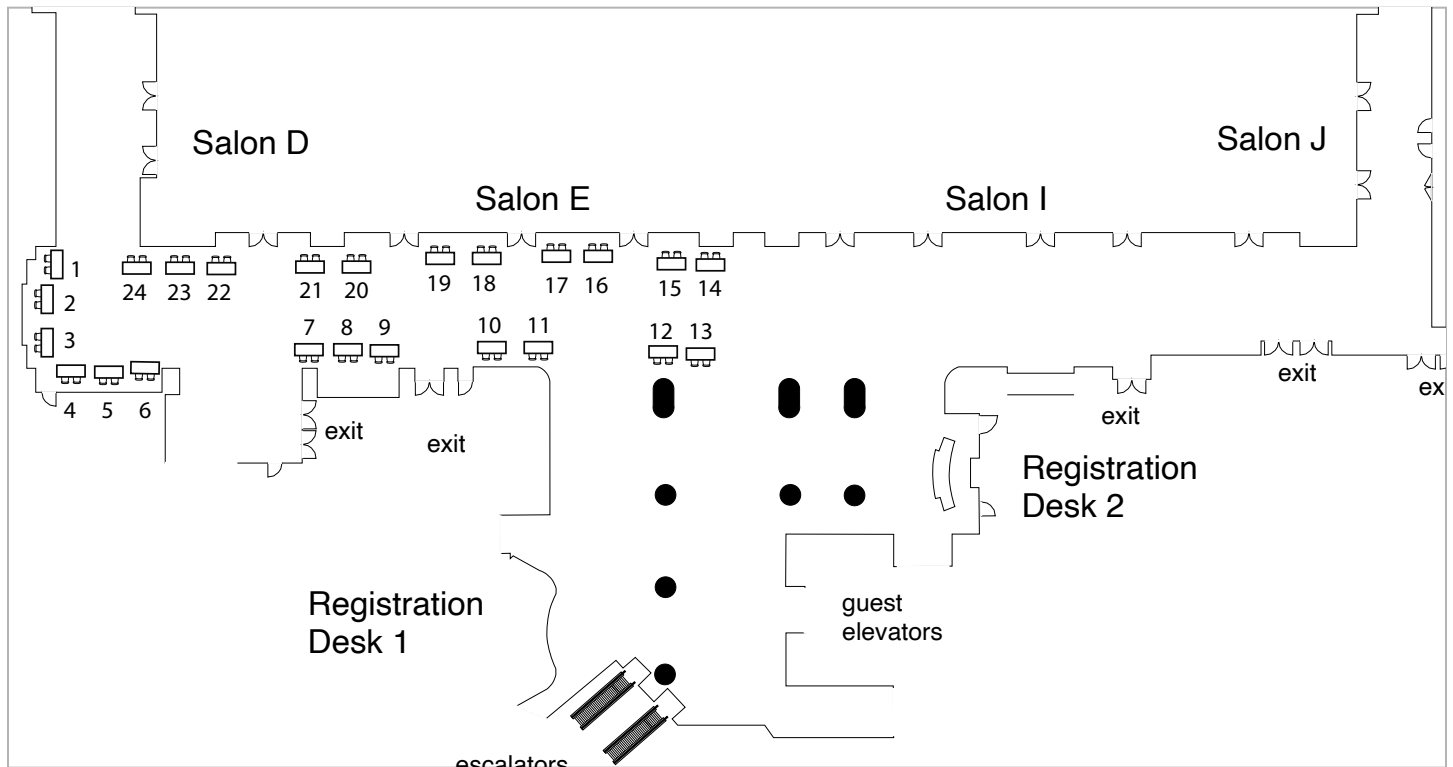 Salon D
Salon J
Salon E
Salon I
1
24
23
22
21
20
19
18
17
16
15
14
2
3
7
8
9
10
11
12
13
4
5
6
exit
exit
exit
exit
ex
Registration
Desk 2
Registration
Desk 1
guest
elevators
escalators